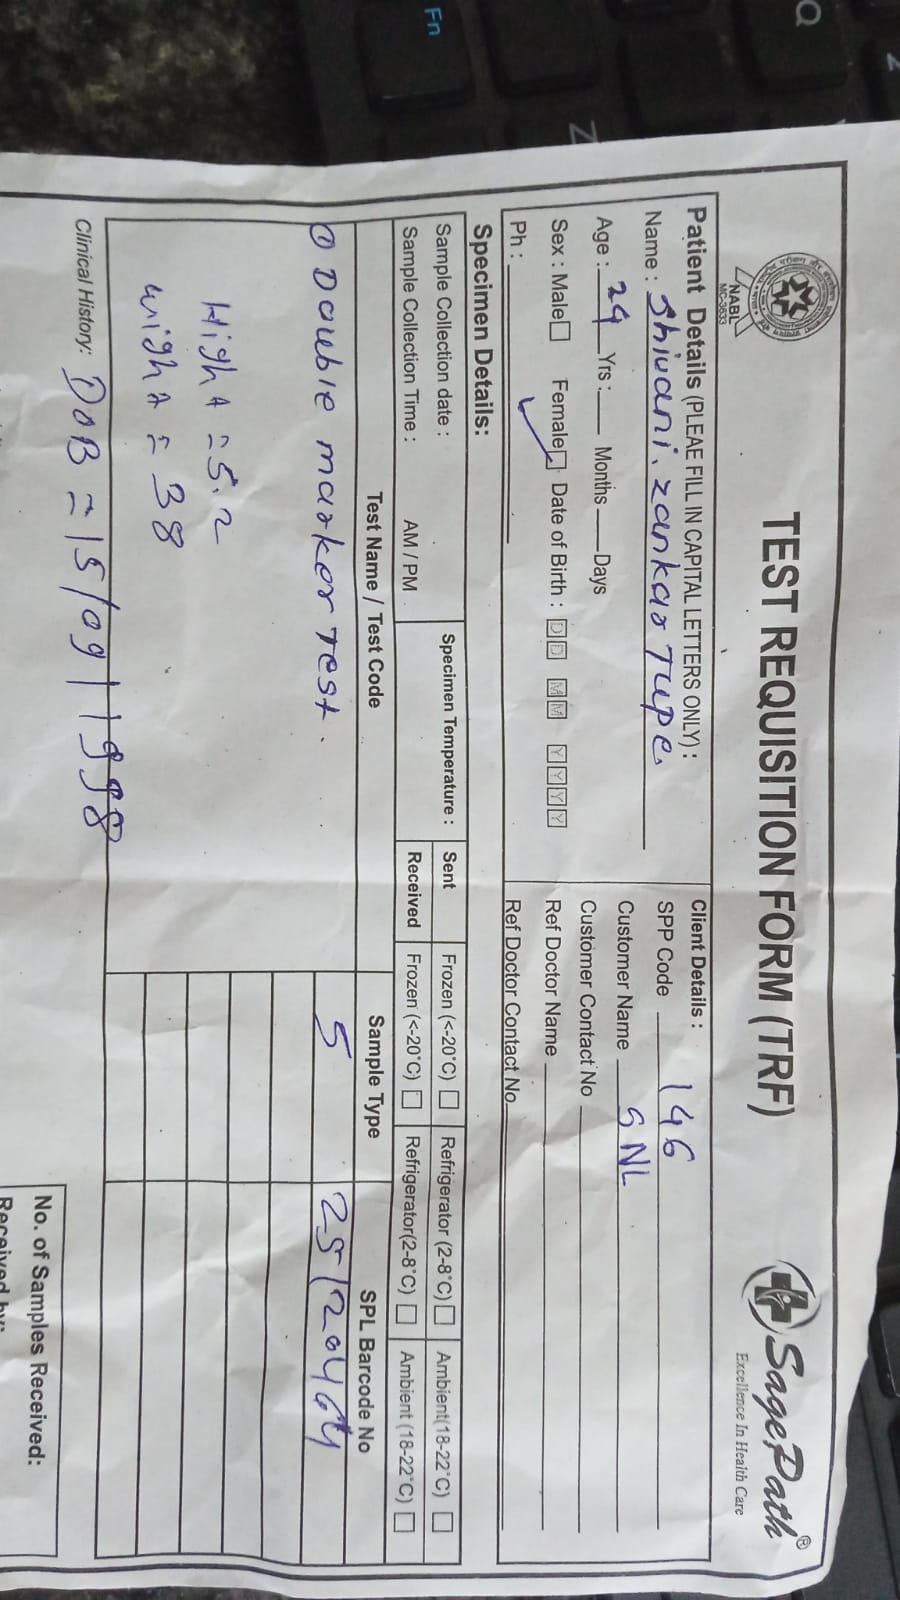 TEST REQUISITION FORM (TRF)
NABL
MC-3633
SagePath®
Excellence In Health Care
Patient Details (PLEAE FILL IN CAPITAL LETTERS ONLY) :
Name : Shivani. zankar Tupe.
Age : 24 Yrs : Months Days
Sex : Male Female Date of Birth : DD MM YYYY
Ph :
Client Details :
SPP Code 146
Customer Name SNL
Customer Contact No
Ref Doctor Name
Ref Doctor Contact No
Specimen Details:
Sample Collection date :
Sample Collection Time : AM / PM
Specimen Temperature :
Sent Frozen (<-20°C) Refrigerator (2-8°C) Ambient(18-22°C)
Received Frozen (<-20°C) Refrigerator(2-8°C) Ambient (18-22°C)
Test Name / Test Code Sample Type SPL Barcode No
① Double marker Test. S
= 5.2
= 38
Clinical History: DOB = 15/09/1998
No. of Samples Received:
Received by:
Fn
Q
Z